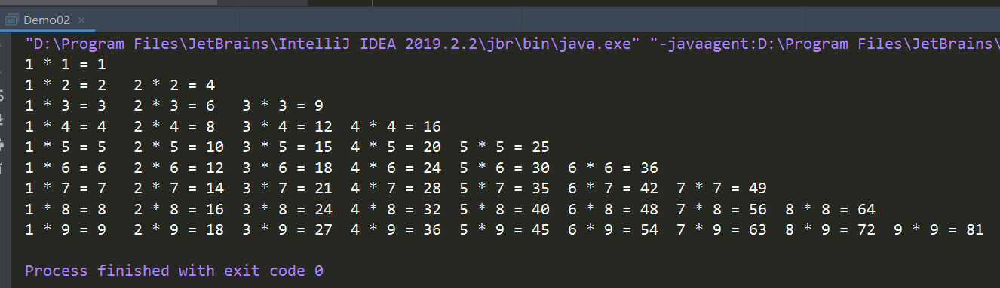 Demo02
"D:\Program Files\JetBrains\IntelliJ IDEA 2019.2.2\jbr\bin\java.exe" "-javaagent:D:\Program Files\JetBrains\
1 * 1 = 1
1 * 2 = 2   2 * 2 = 4
1 * 3 = 3   2 * 3 = 6   3 * 3 = 9
1 * 4 = 4   2 * 4 = 8   3 * 4 = 12  4 * 4 = 16
1 * 5 = 5   2 * 5 = 10  3 * 5 = 15  4 * 5 = 20  5 * 5 = 25
1 * 6 = 6   2 * 6 = 12  3 * 6 = 18  4 * 6 = 24  5 * 6 = 30  6 * 6 = 36
1 * 7 = 7   2 * 7 = 14  3 * 7 = 21  4 * 7 = 28  5 * 7 = 35  6 * 7 = 42  7 * 7 = 49
1 * 8 = 8   2 * 8 = 16  3 * 8 = 24  4 * 8 = 32  5 * 8 = 40  6 * 8 = 48  7 * 8 = 56  8 * 8 = 64
1 * 9 = 9   2 * 9 = 18  3 * 9 = 27  4 * 9 = 36  5 * 9 = 45  6 * 9 = 54  7 * 9 = 63  8 * 9 = 72  9 * 9 = 81
Process finished with exit code 0